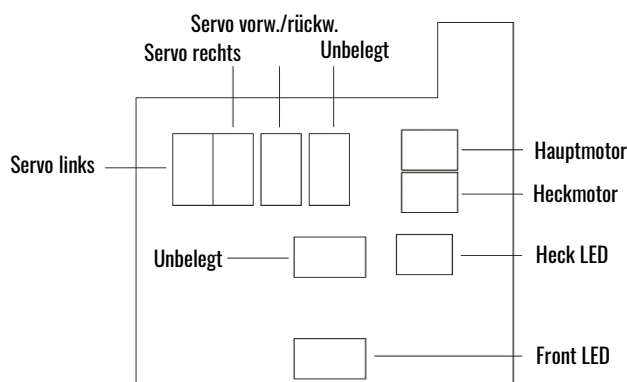 Servo vorw./rückw.
Servo rechts
Unbelegt
Servo links
Hauptmotor
Heckmotor
Unbelegt
Heck LED
Front LED